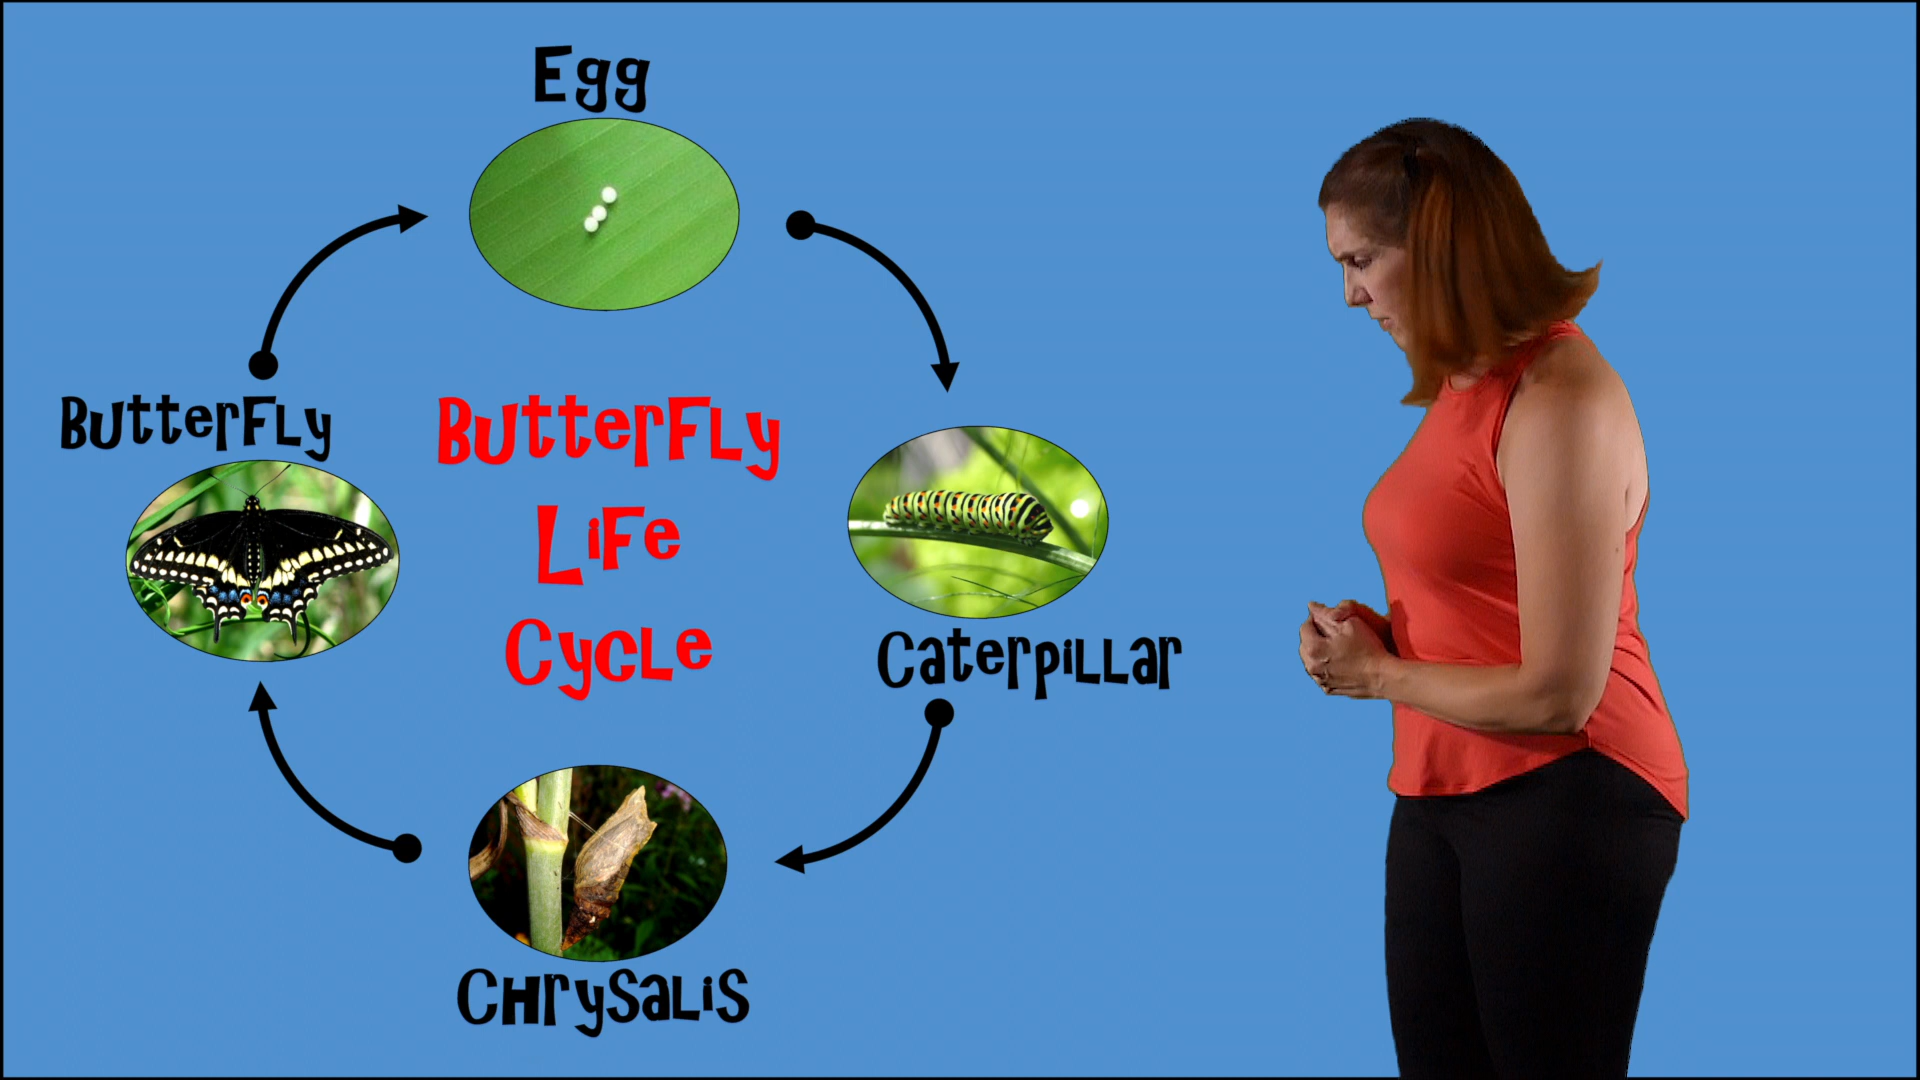 Egg
Butterfly
Butterfly
Life
Cycle
Caterpillar
Chrysalis